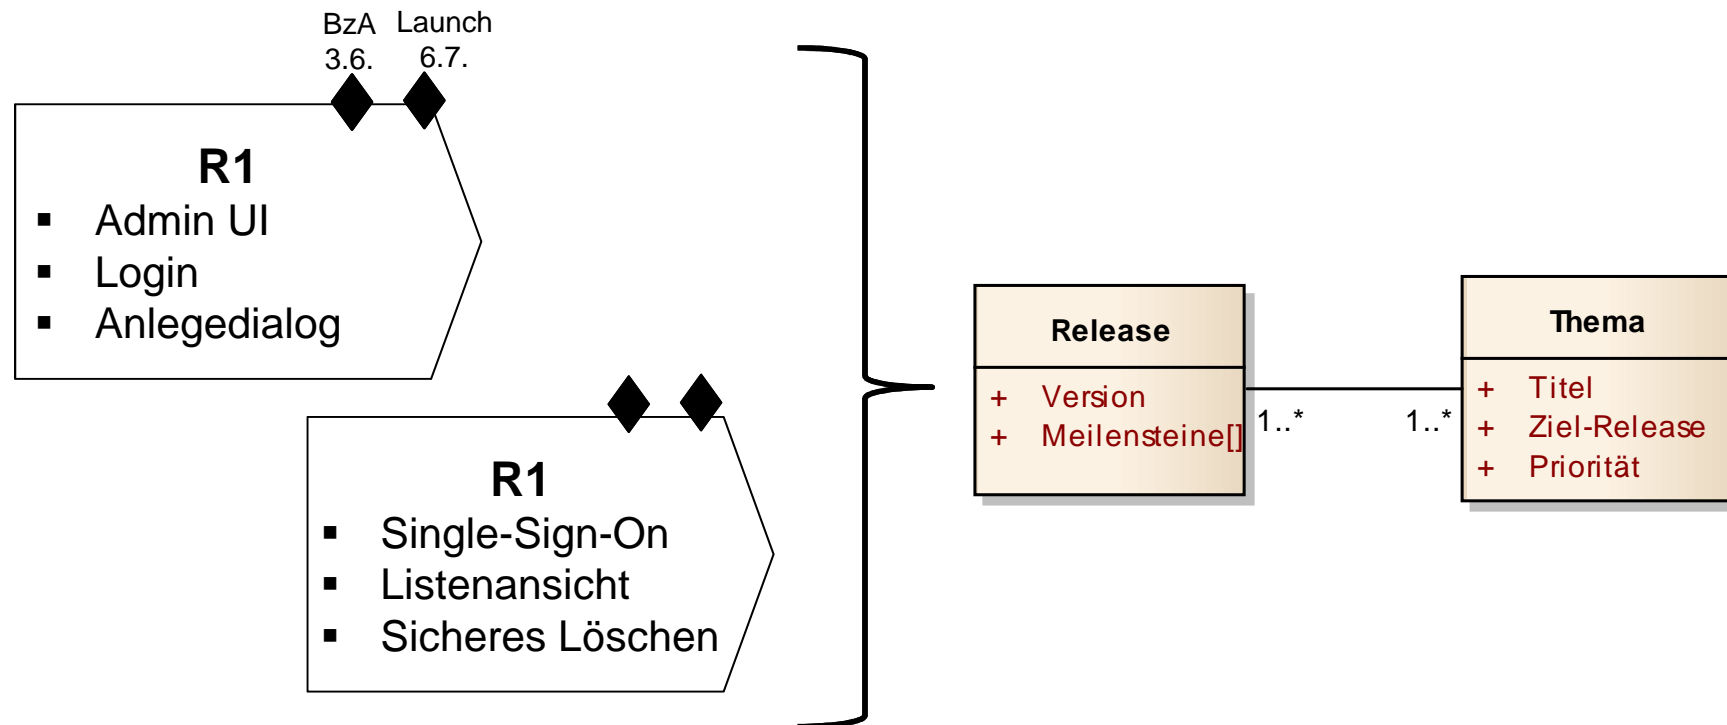 BzA Launch
3.6. 6.7.
R1
▪ Admin UI
▪ Login
▪ Anlegedialog
R1
▪ Single-Sign-On
▪ Listenansicht
▪ Sicheres Löschen
Release
+ Version
+ Meilensteine[]
1..* 1..*
Thema
+ Titel
+ Ziel-Release
+ Priorität